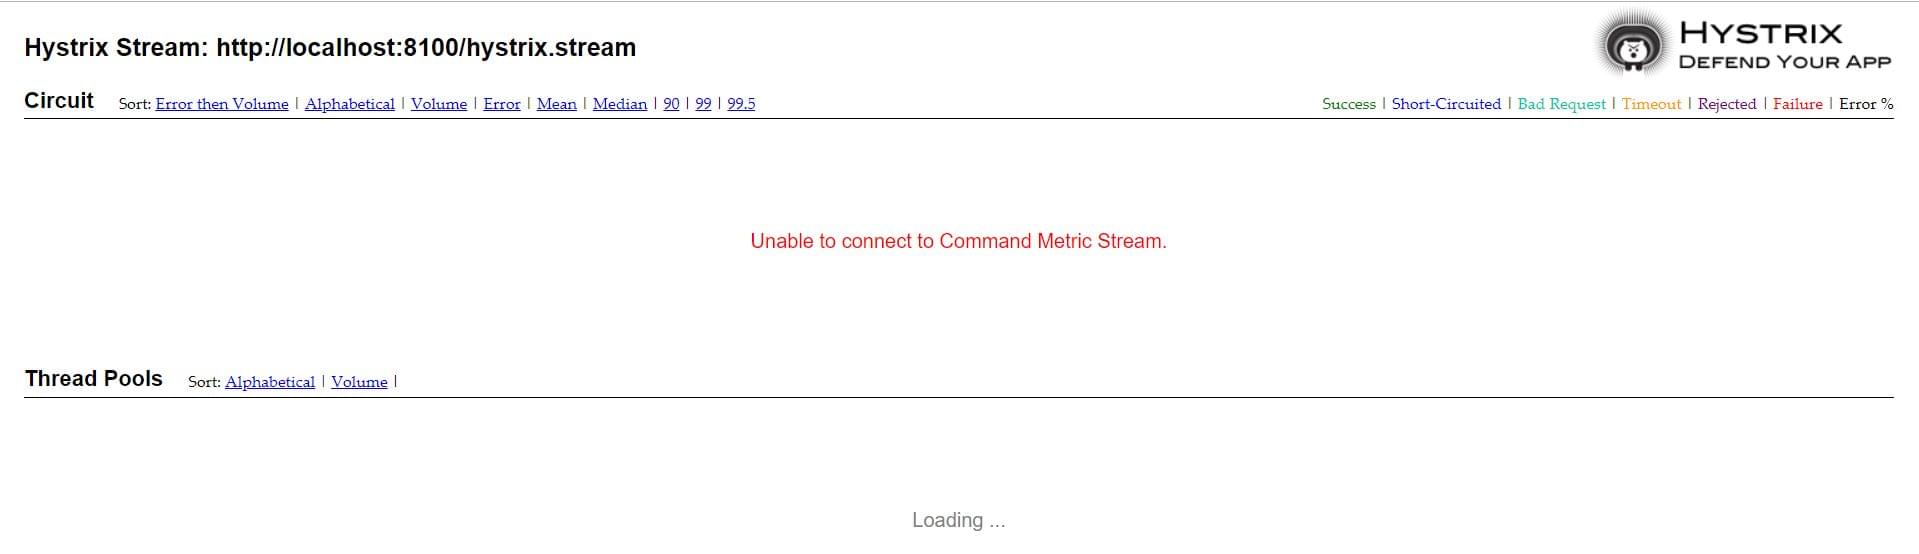 Hystrix Stream: http://localhost:8100/hystrix.stream
HYSTRIX
DEFEND YOUR APP
Circuit Sort: Error then Volume | Alphabetical | Volume | Error | Mean | Median | 90 | 99 | 99.5
Success | Short-Circuited | Bad Request | Timeout | Rejected | Failure | Error %
Unable to connect to Command Metric Stream.
Thread Pools Sort: Alphabetical | Volume |
Loading ...